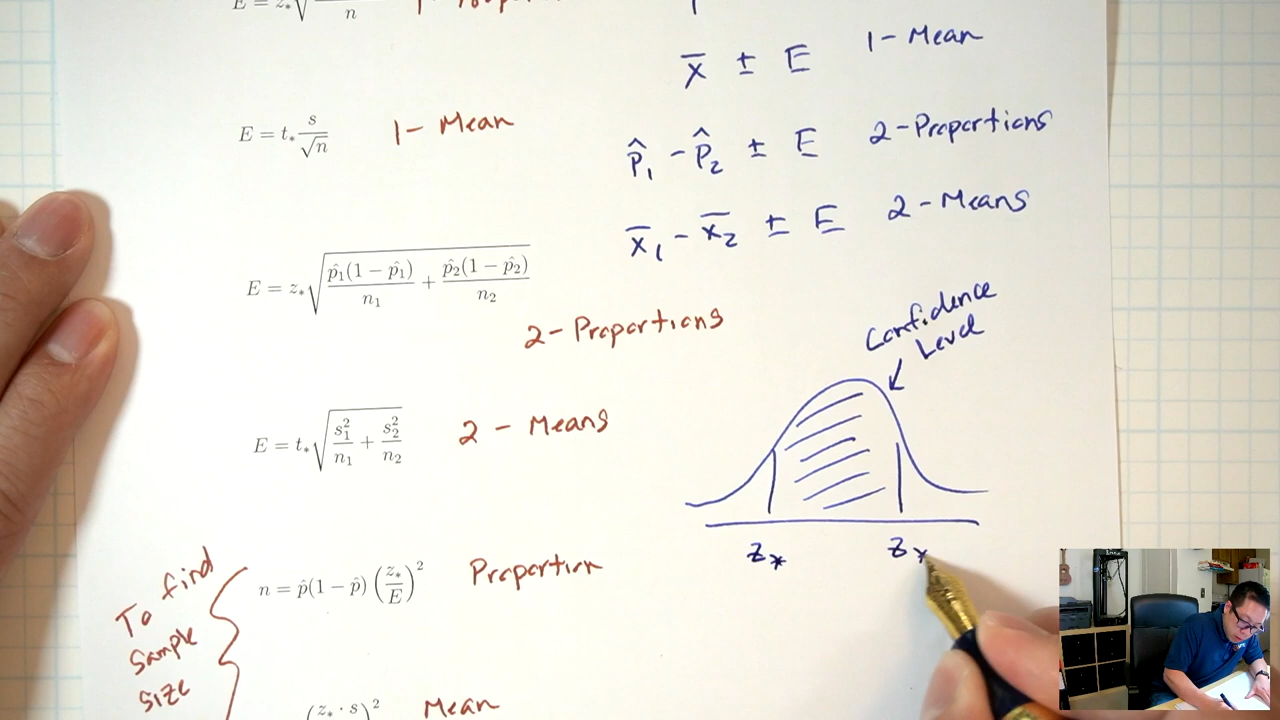 E = z* √ n
x̄ ± E 1-Mean
E = t* s/√n 1-Mean
p̂₁ - p̂₂ ± E 2-Proportions
x̄₁ - x̄₂ ± E 2-Means
E = z* √(p̂₁(1 − p̂₁)/n₁ + p̂₂(1 − p̂₂)/n₂)
2-Proportions
Confidence
Level
E = t* √(s₁²/n₁ + s₂²/n₂) 2 - Means
z* z*
To find
sample
size
n = p̂(1 − p̂) (z*/E)² Proportion
(z* · s)² Mean